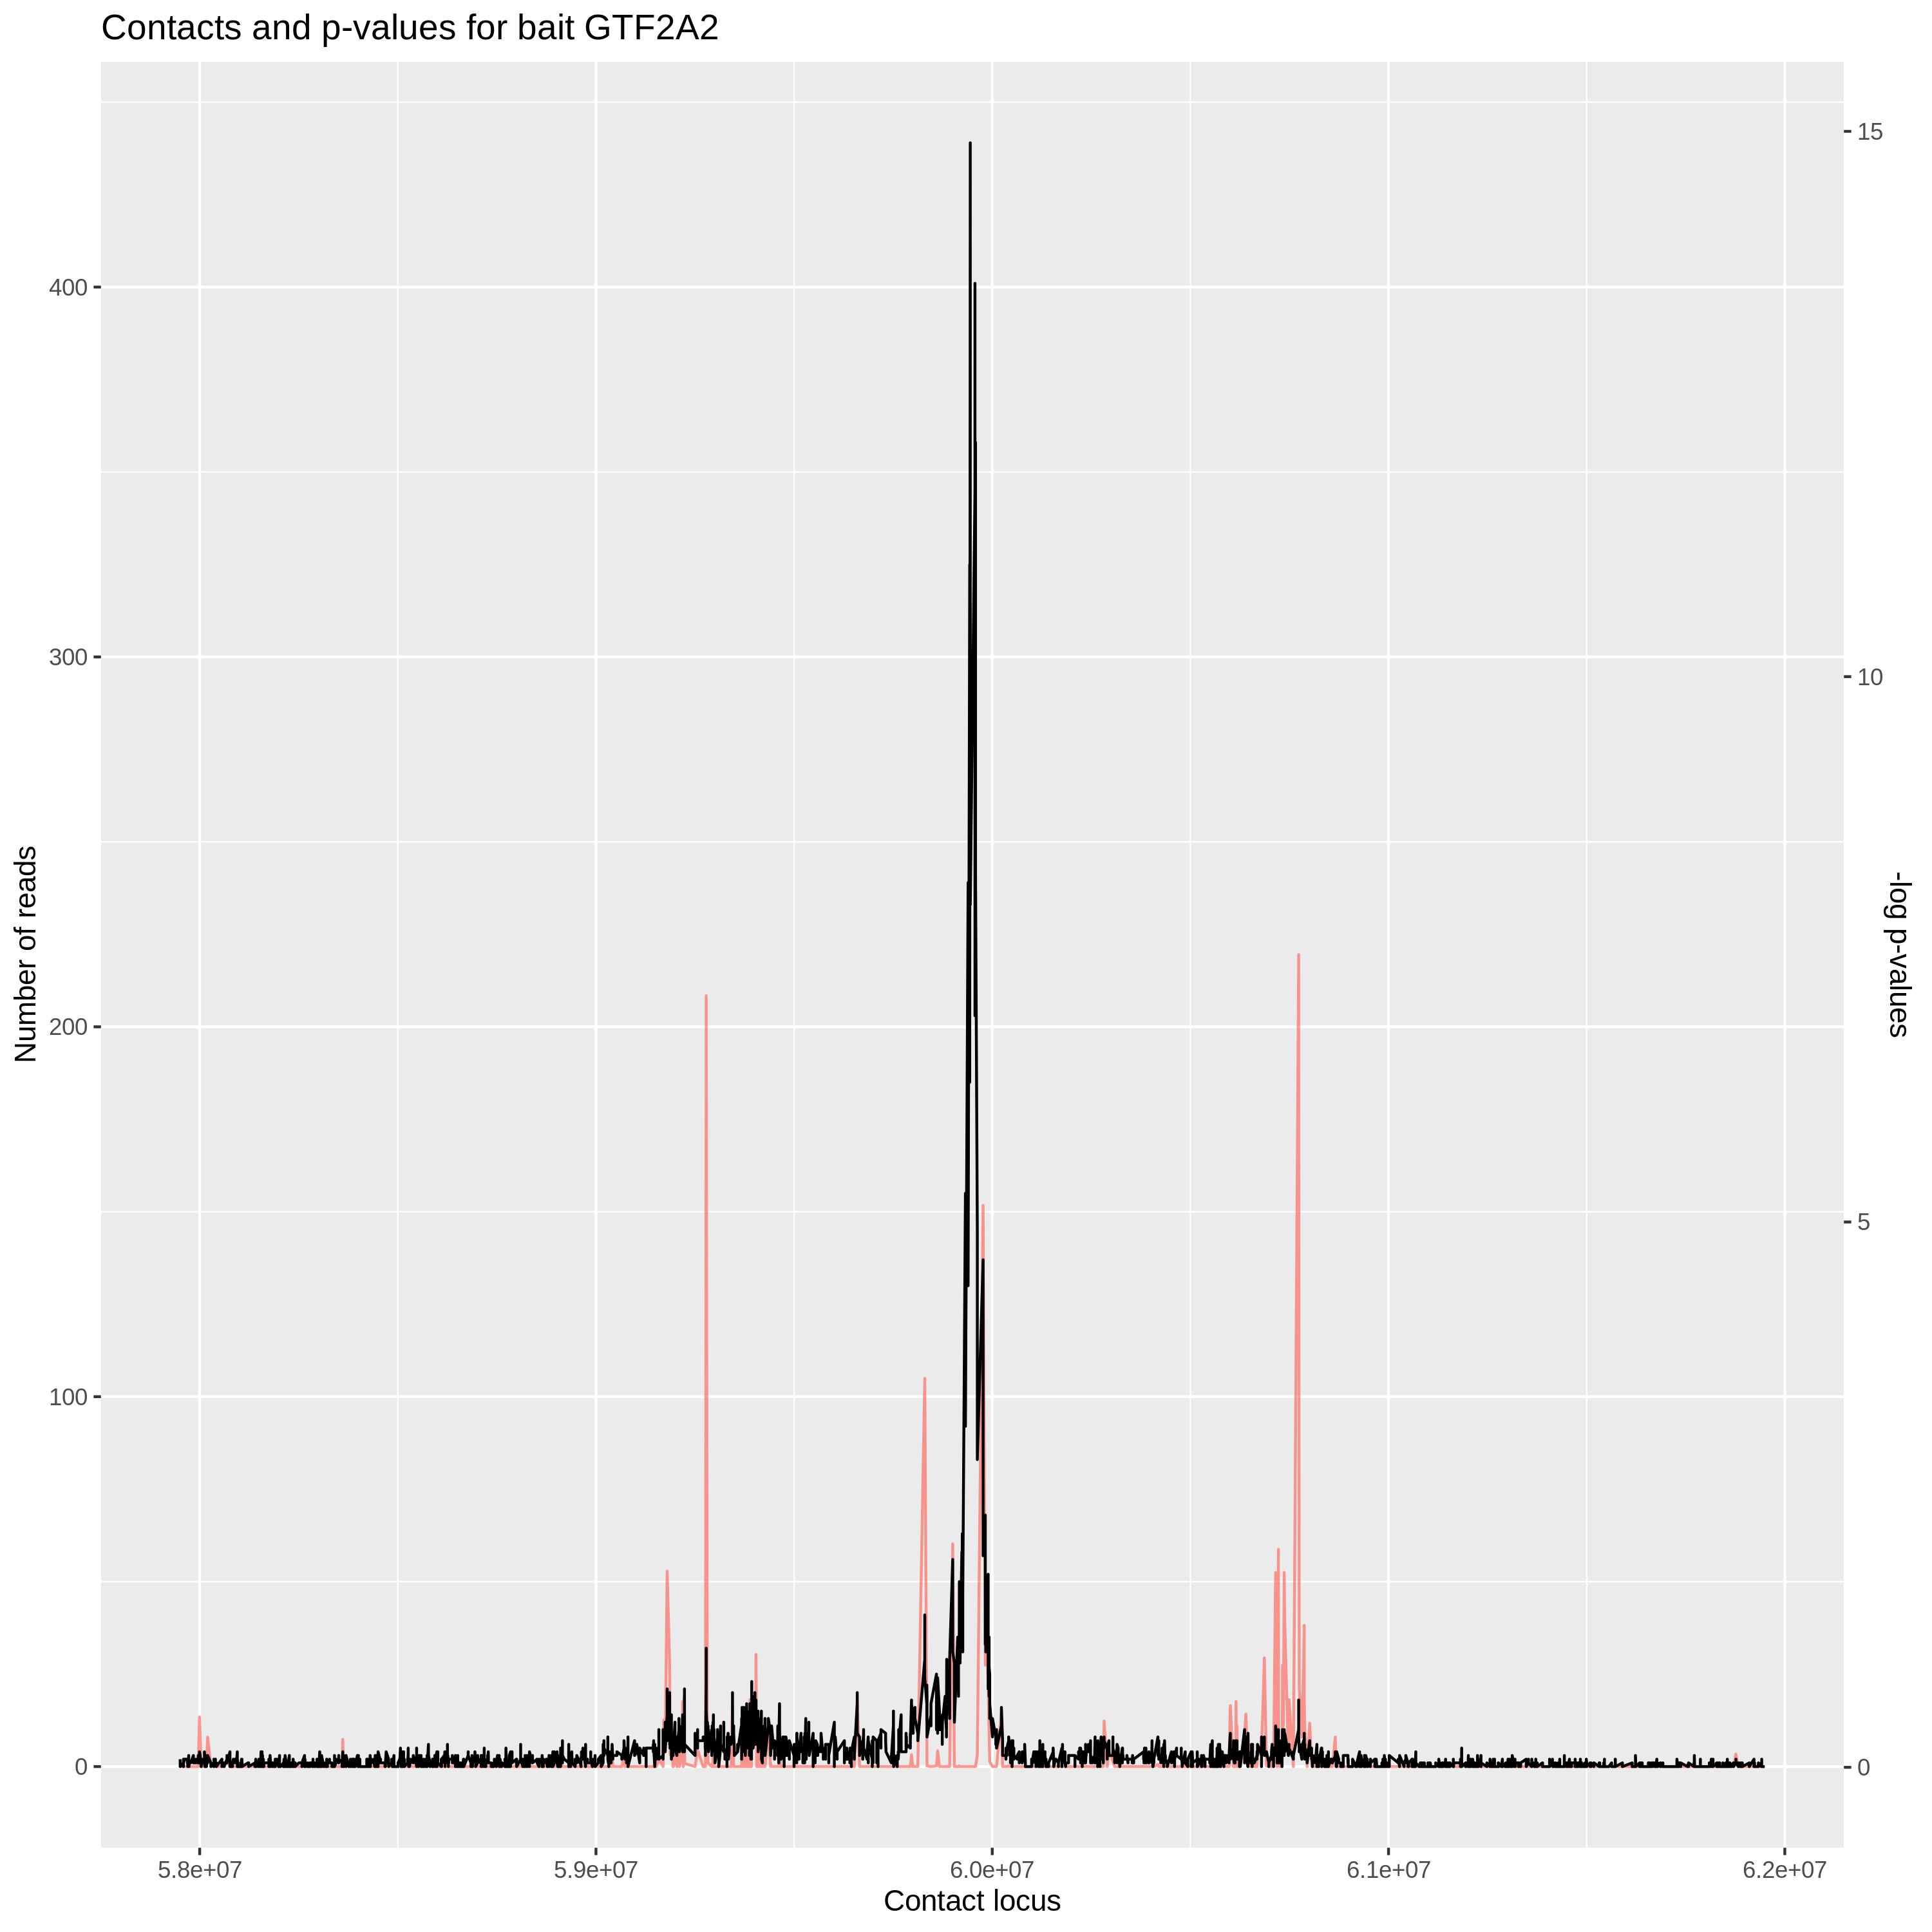 Contacts and p-values for bait GTF2A2
400
300
200
100
0
Number of reads
15
10
5
0
-log p-values
5.8e+07
5.9e+07
6.0e+07
6.1e+07
6.2e+07
Contact locus